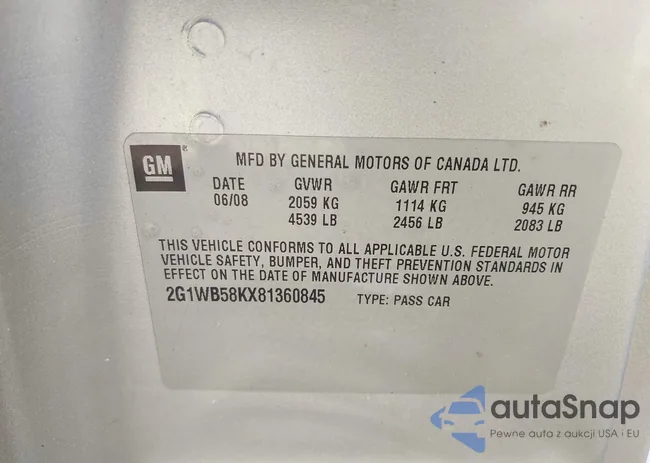 GM
MFD BY GENERAL MOTORS OF CANADA LTD.
DATE GVWR GAWR FRT GAWR RR
06/08 2059 KG 1114 KG 945 KG
4539 LB 2456 LB 2083 LB
THIS VEHICLE CONFORMS TO ALL APPLICABLE U.S. FEDERAL MOTOR
VEHICLE SAFETY, BUMPER, AND THEFT PREVENTION STANDARDS IN
EFFECT ON THE DATE OF MANUFACTURE SHOWN ABOVE.
2G1WB58KX81360845 TYPE: PASS CAR
autaSnap
Pewne auta z aukcji USA i EU